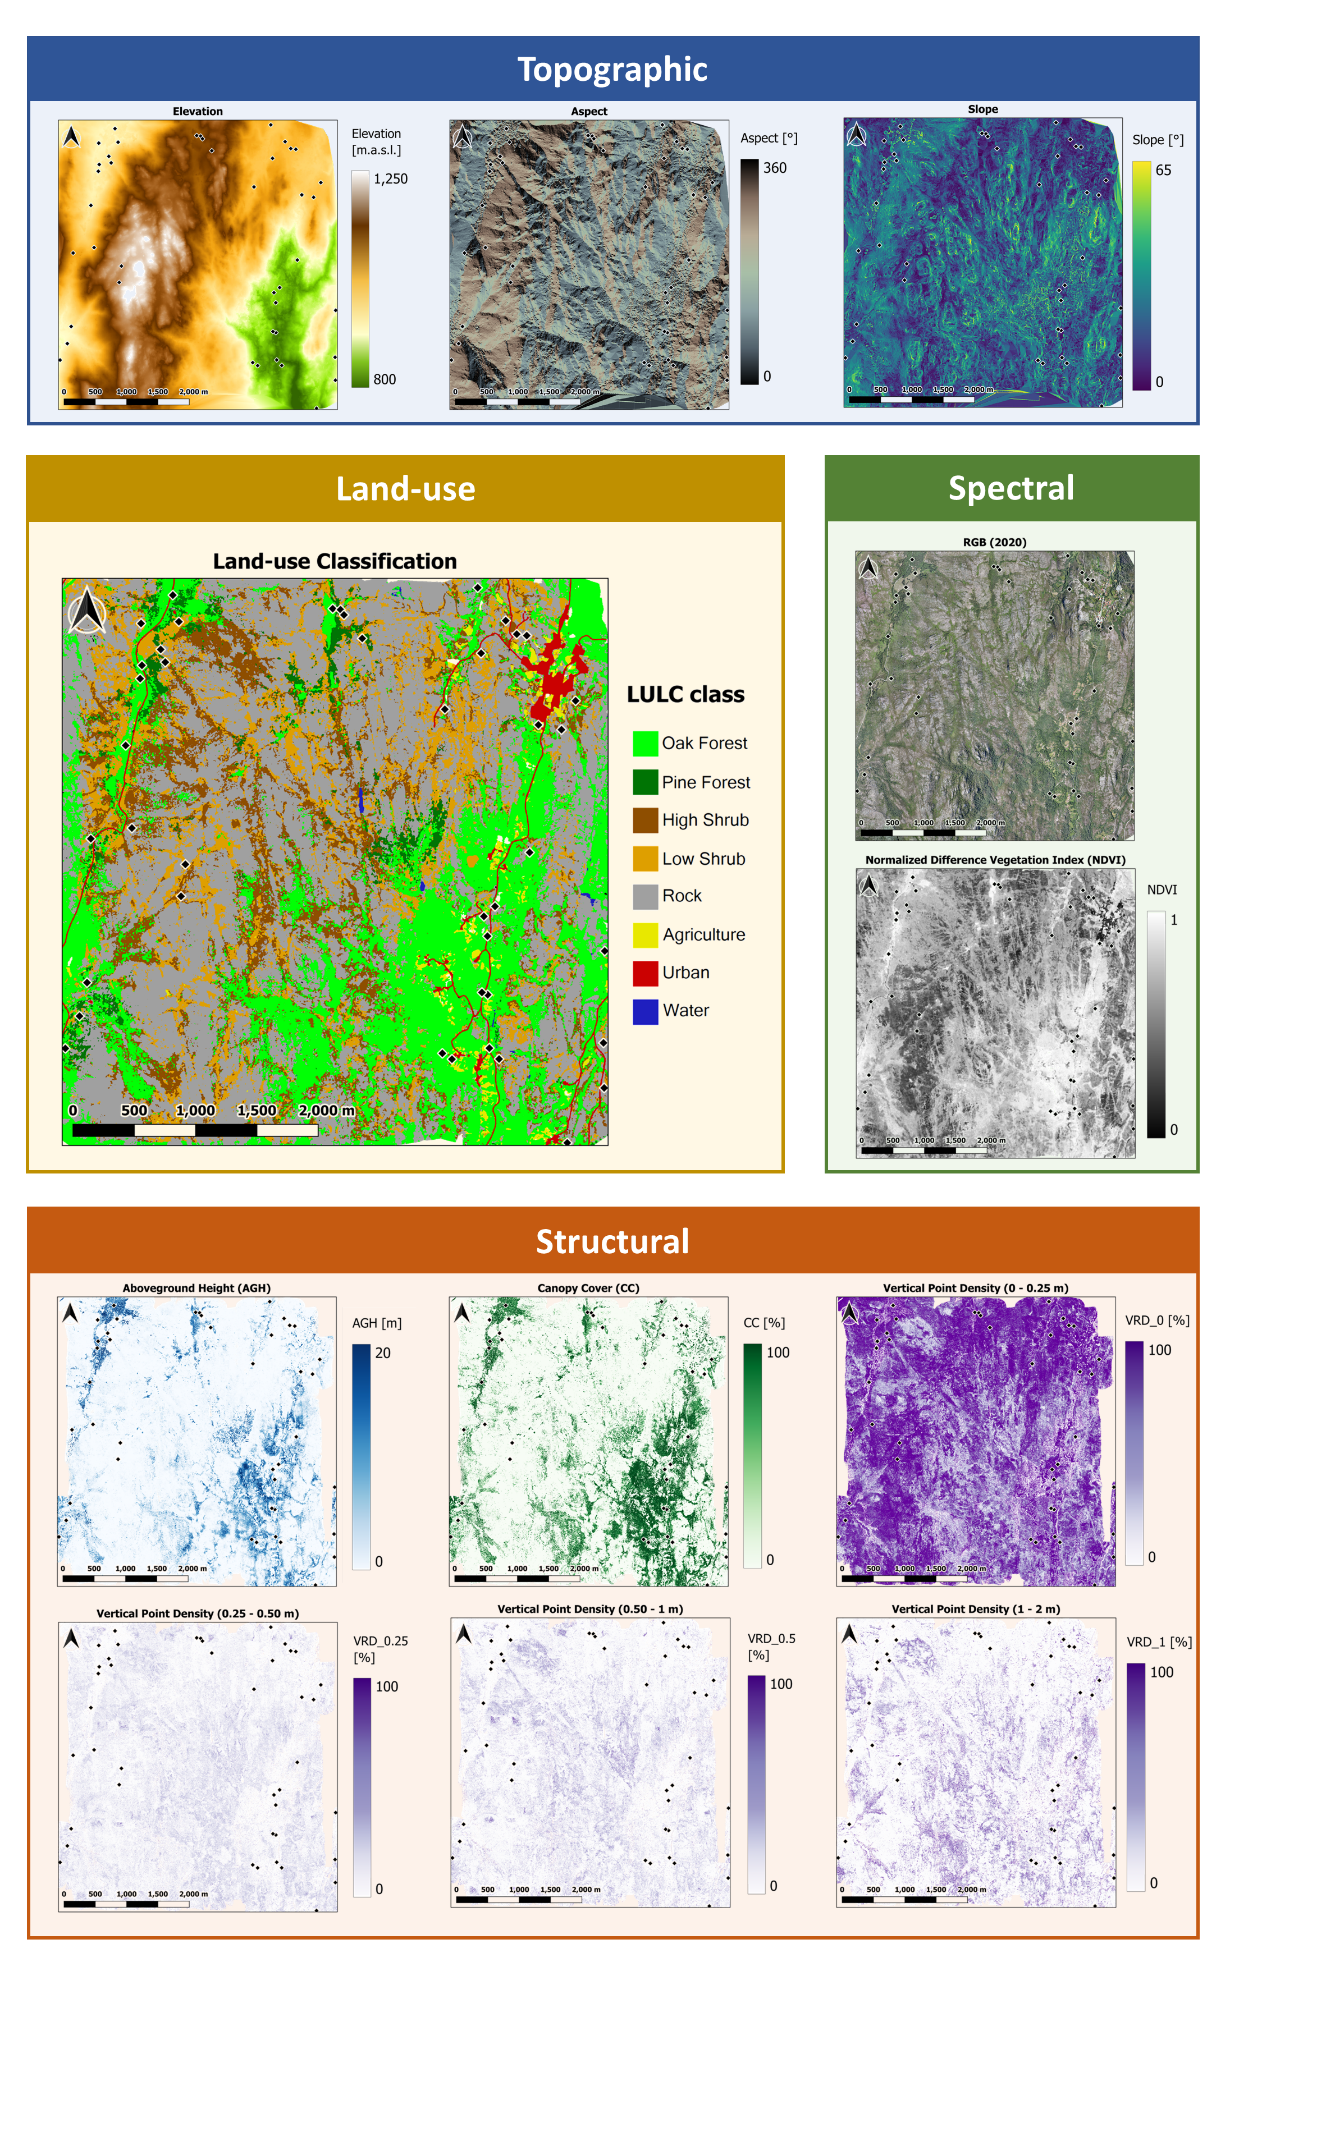 Topographic
Elevation
Elevation
[m.a.s.l.]
1,250
800
0 500 1,000 1,500 2,000 m
Aspect
Aspect [°]
360
0
0 500 1,000 1,500 2,000 m
Slope
Slope [°]
65
0
0 500 1,000 1,500 2,000 m
Land-use
Land-use Classification
LULC class
Oak Forest
Pine Forest
High Shrub
Low Shrub
Rock
Agriculture
Urban
Water
0 500 1,000 1,500 2,000 m
Spectral
RGB (2020)
0 500 1,000 1,500 2,000 m
Normalized Difference Vegetation Index (NDVI)
NDVI
1
0
0 500 1,000 1,500 2,000 m
Structural
Aboveground Height (AGH)
AGH [m]
20
0
0 500 1,000 1,500 2,000 m
Canopy Cover (CC)
CC [%]
100
0
0 500 1,000 1,500 2,000 m
Vertical Point Density (0 - 0.25 m)
VRD_0 [%]
100
0
0 500 1,000 1,500 2,000 m
Vertical Point Density (0.25 - 0.50 m)
VRD_0.25
[%]
100
0
0 500 1,000 1,500 2,000 m
Vertical Point Density (0.50 - 1 m)
VRD_0.5
[%]
100
0
0 500 1,000 1,500 2,000 m
Vertical Point Density (1 - 2 m)
VRD_1 [%]
100
0
0 500 1,000 1,500 2,000 m